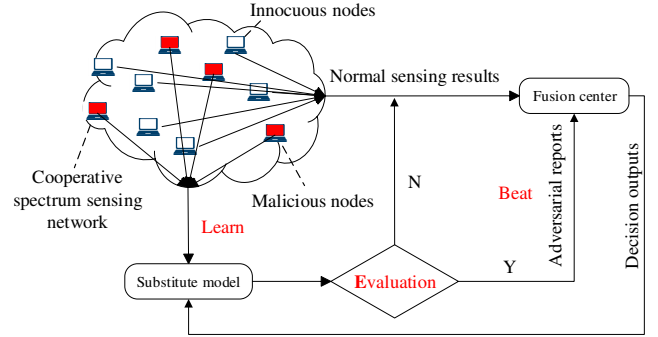 Innocuous nodes
Normal sensing results
Fusion center
Cooperative
spectrum sensing
network
Malicious nodes
N
Beat
Adversarial reports
Decision outputs
Learn
Substitute model
Evaluation
Y